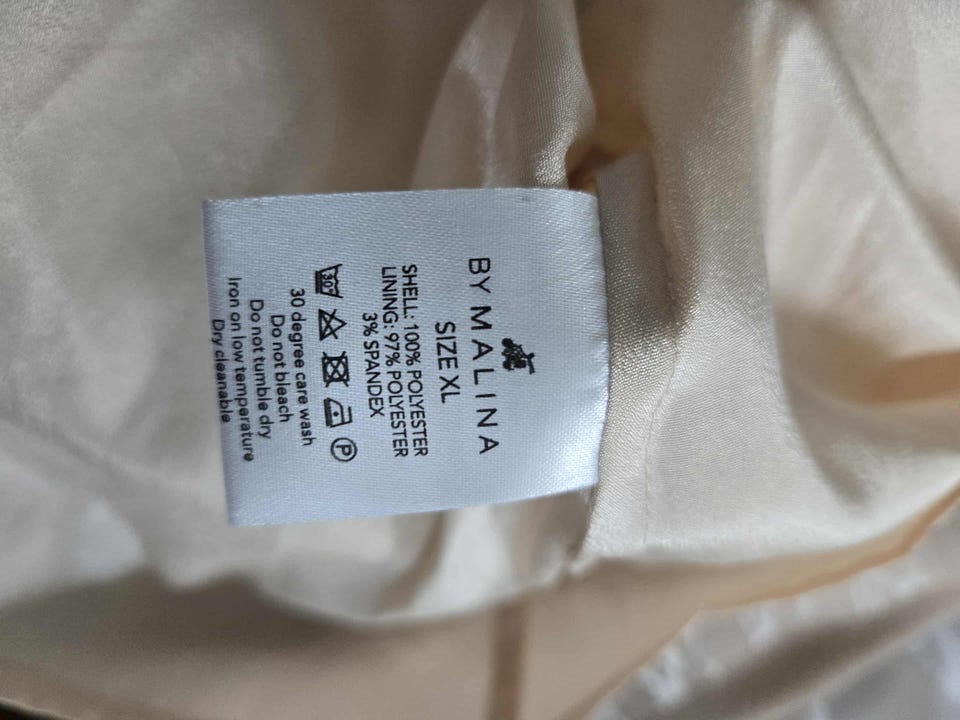 BY MALINA
SIZE XL
SHELL: 100% POLYESTER
LINING: 97% POLYESTER
3% SPANDEX
30
P
30 degree care wash
Do not bleach
Do not tumble dry
Iron on low temperature
Dry cleanable